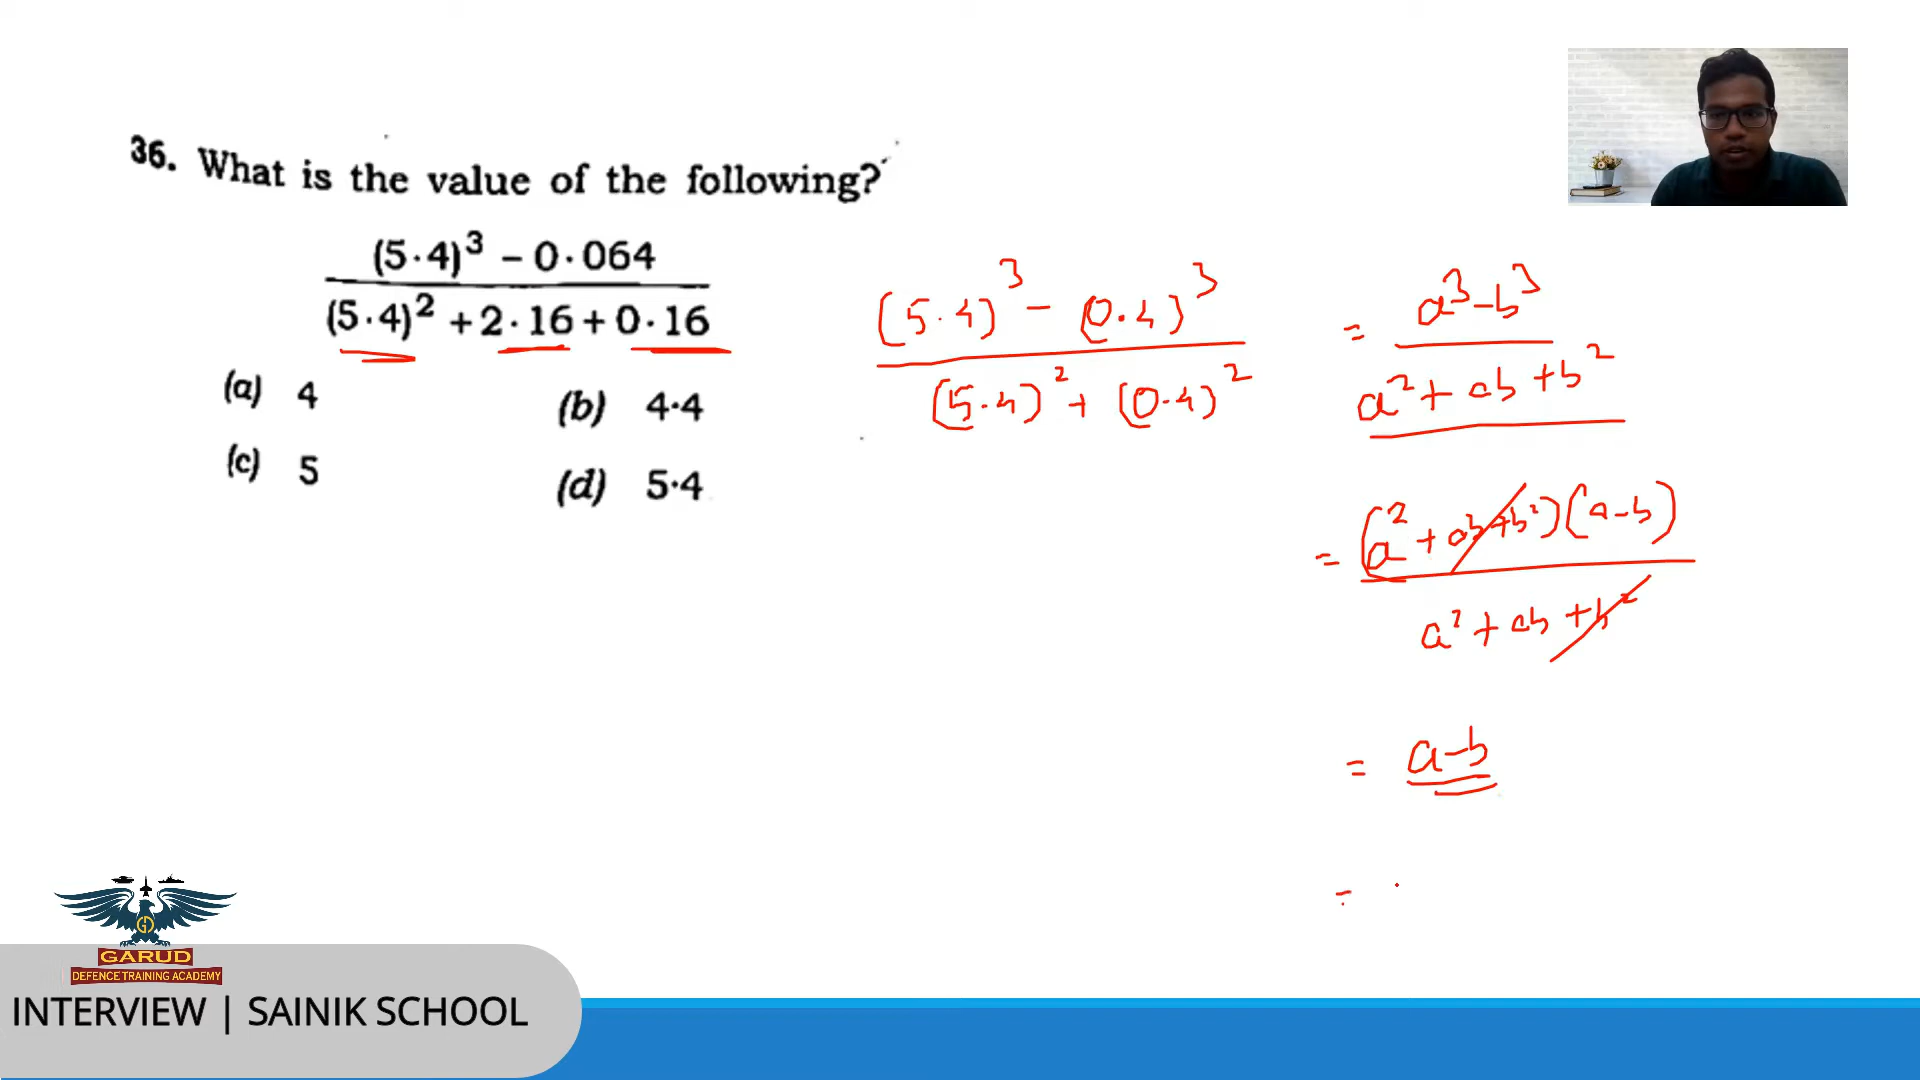 36. What is the value of the following?
(5·4)³ – 0·064
(5·4)² + 2·16 + 0·16
(a) 4
(b) 4·4
(c) 5
(d) 5·4
(5.4)³ - (0.4)³
(5.4)² + (0.4)²
= a³-b³
a² + ab + b²
= (a² + ab + b²)(a-b)
a² + ab + b²
= a-b
=
GARUD
DEFENCE TRAINING ACADEMY
INTERVIEW | SAINIK SCHOOL